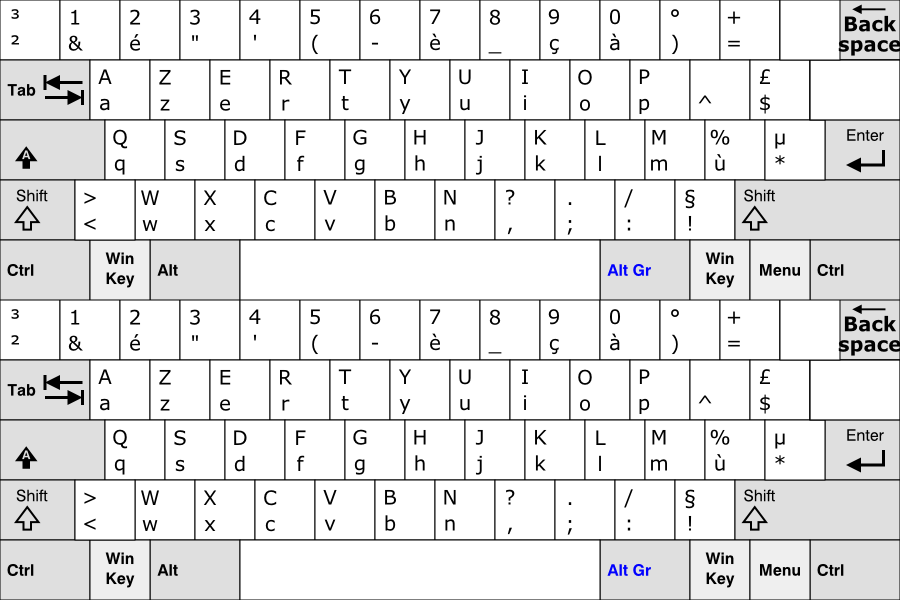 ³ 1 2 3 4 5 6 7 8 9 0 ° + Back
² & é " ' ( - è _ ç à ) = space
Tab A Z E R T Y U I O P £
a z e r t y u i o p ^ $
A Q S D F G H J K L M % µ Enter
q s d f g h j k l m ù *
Shift > W X C V B N ? . / § Shift
< w x c v b n , ; : !
Ctrl Win Key Alt Alt Gr Win Key Menu Ctrl
³ 1 2 3 4 5 6 7 8 9 0 ° + Back
² & é " ' ( - è _ ç à ) = space
Tab A Z E R T Y U I O P £
a z e r t y u i o p ^ $
A Q S D F G H J K L M % µ Enter
q s d f g h j k l m ù *
Shift > W X C V B N ? . / § Shift
< w x c v b n , ; : !
Ctrl Win Key Alt Alt Gr Win Key Menu Ctrl